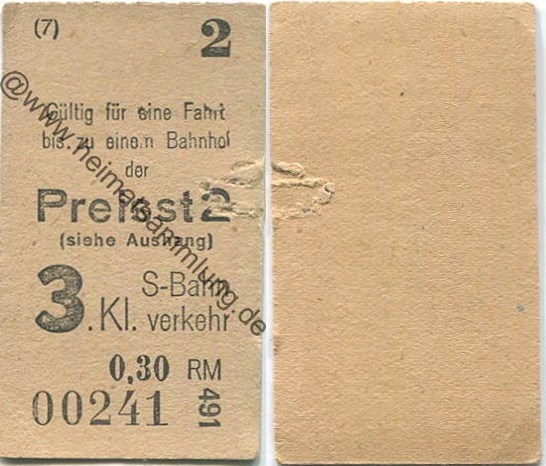 (7) 2
Gültig für eine Fahrt
bis zu einem Bahnhof
der
Preisst 2
(siehe Aushang)
3. Kl. S-Bahn
verkehr
0,30 RM
00241 491
@www.heimatsammlung.de